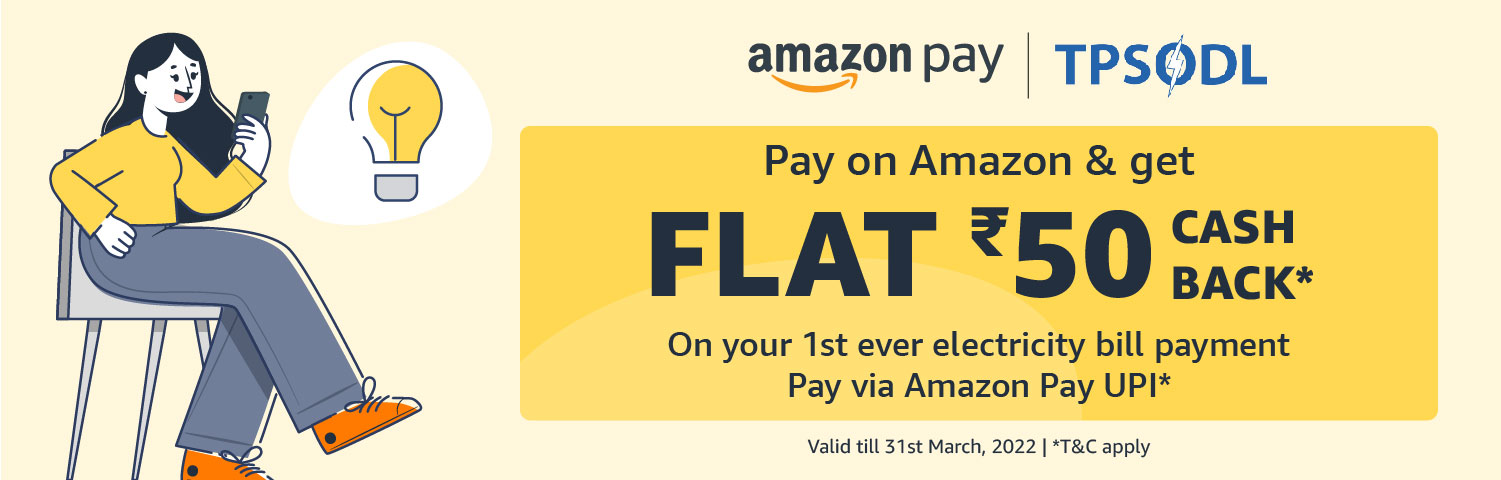 amazon pay | TPSODL
Pay on Amazon & get
FLAT ₹50 CASH BACK*
On your 1st ever electricity bill payment
Pay via Amazon Pay UPI*
Valid till 31st March, 2022 | *T&C apply